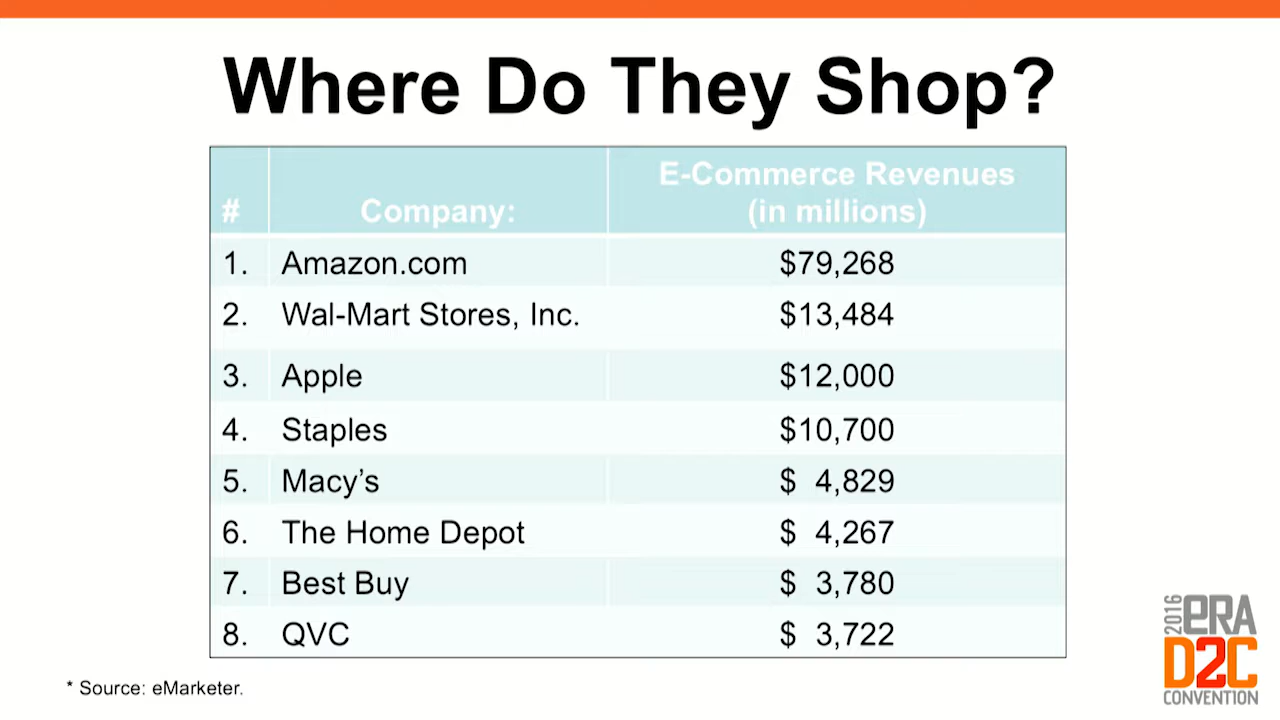 Where Do They Shop?
E-Commerce Revenues
# Company: (in millions)
1. Amazon.com $79,268
2. Wal-Mart Stores, Inc. $13,484
3. Apple $12,000
4. Staples $10,700
5. Macy’s $ 4,829
6. The Home Depot $ 4,267
7. Best Buy $ 3,780
8. QVC $ 3,722
* Source: eMarketer.
2016 eRA
D2C
CONVENTION